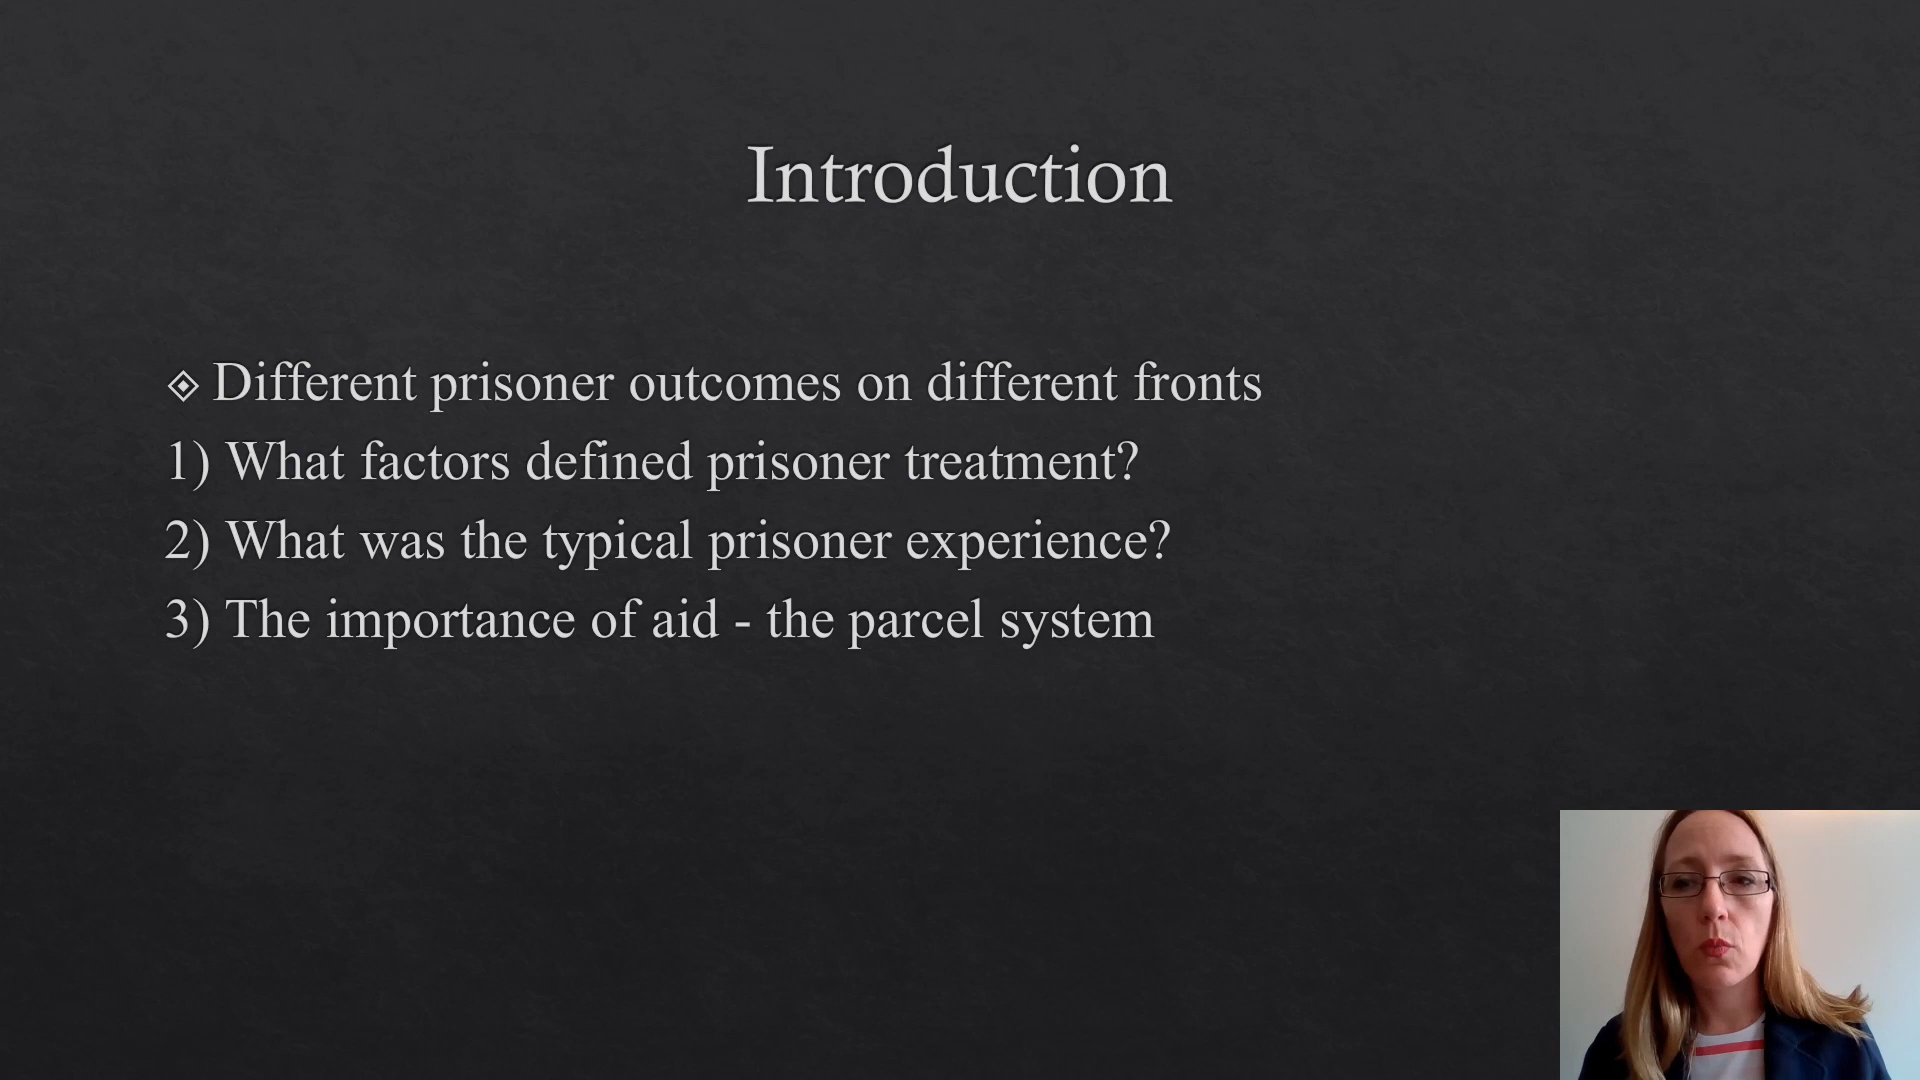 Introduction
Different prisoner outcomes on different fronts
1) What factors defined prisoner treatment?
2) What was the typical prisoner experience?
3) The importance of aid - the parcel system